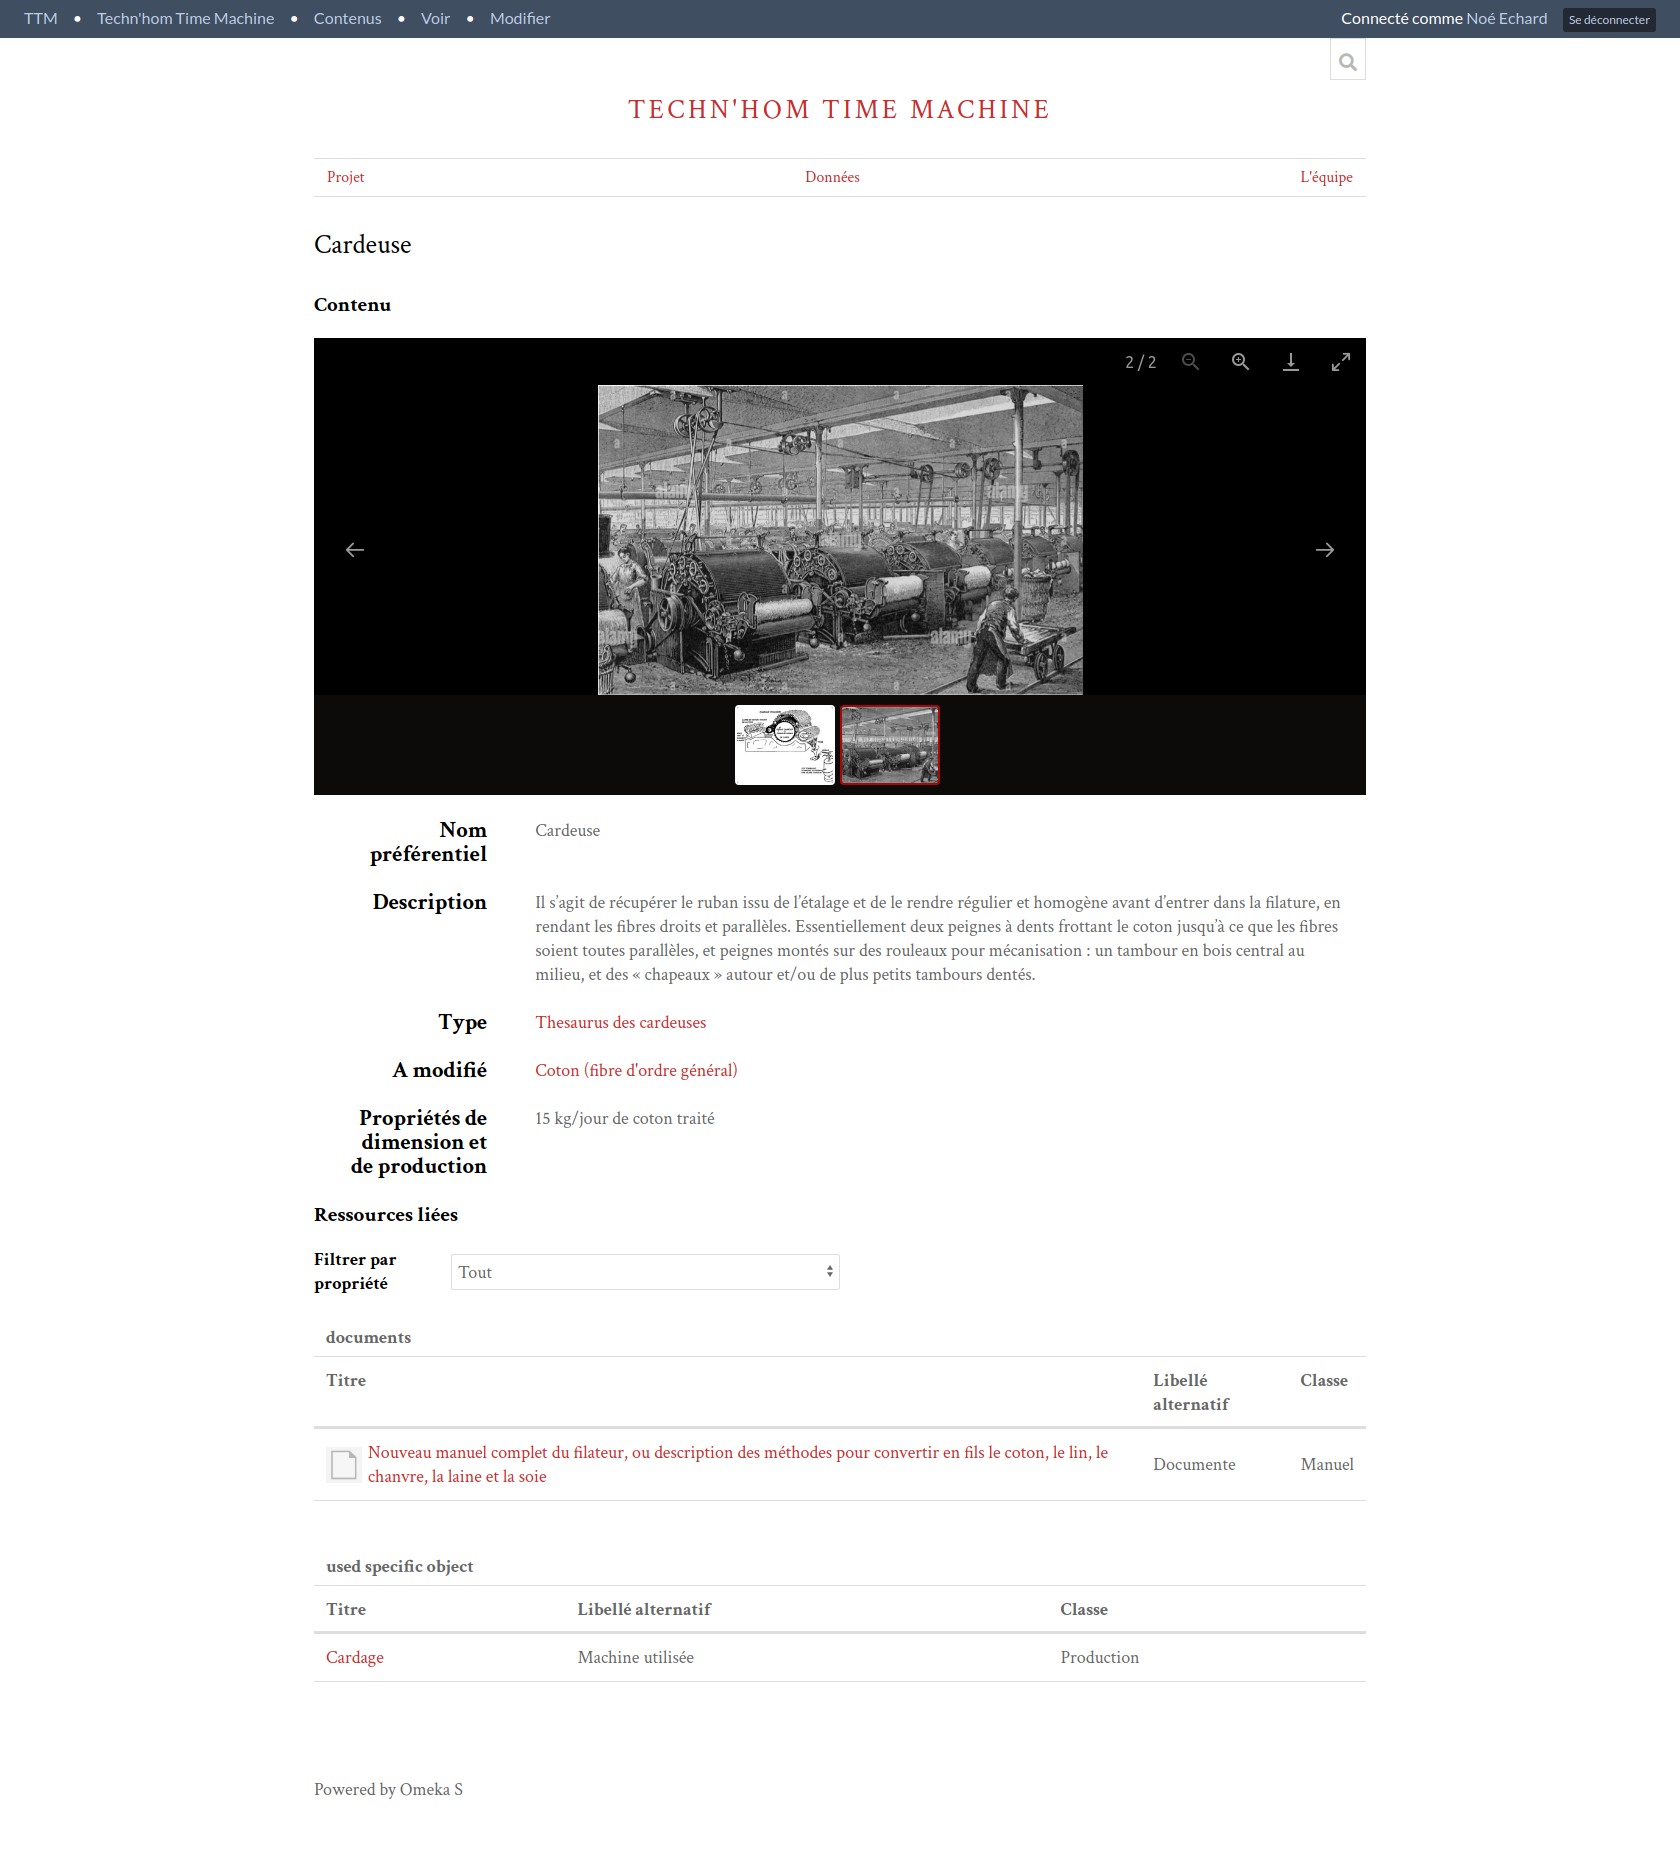 TTM • Techn'hom Time Machine • Contenus • Voir • Modifier
Connecté comme Noé Echard Se déconnecter
TECHN'HOM TIME MACHINE
Projet Données L'équipe
Cardeuse
Contenu
2 / 2
alamy
alamy
alamy
alamy
alamy
Nom
préférentiel
Cardeuse
Description
Il s’agit de récupérer le ruban issu de l’étalage et de le rendre régulier et homogène avant d’entrer dans la filature, en
rendant les fibres droits et parallèles. Essentiellement deux peignes à dents frottant le coton jusqu’à ce que les fibres
soient toutes parallèles, et peignes montés sur des rouleaux pour mécanisation : un tambour en bois central au
milieu, et des « chapeaux » autour et/ou de plus petits tambours dentés.
Type
Thesaurus des cardeuses
A modifié
Coton (fibre d'ordre général)
Propriétés de
dimension et
de production
15 kg/jour de coton traité
Ressources liées
Filtrer par
propriété
Tout
documents
Titre
Libellé
alternatif
Classe
Nouveau manuel complet du filateur, ou description des méthodes pour convertir en fils le coton, le lin, le
chanvre, la laine et la soie
Documente
Manuel
used specific object
Titre Libellé alternatif Classe
Cardage Machine utilisée Production
Powered by Omeka S